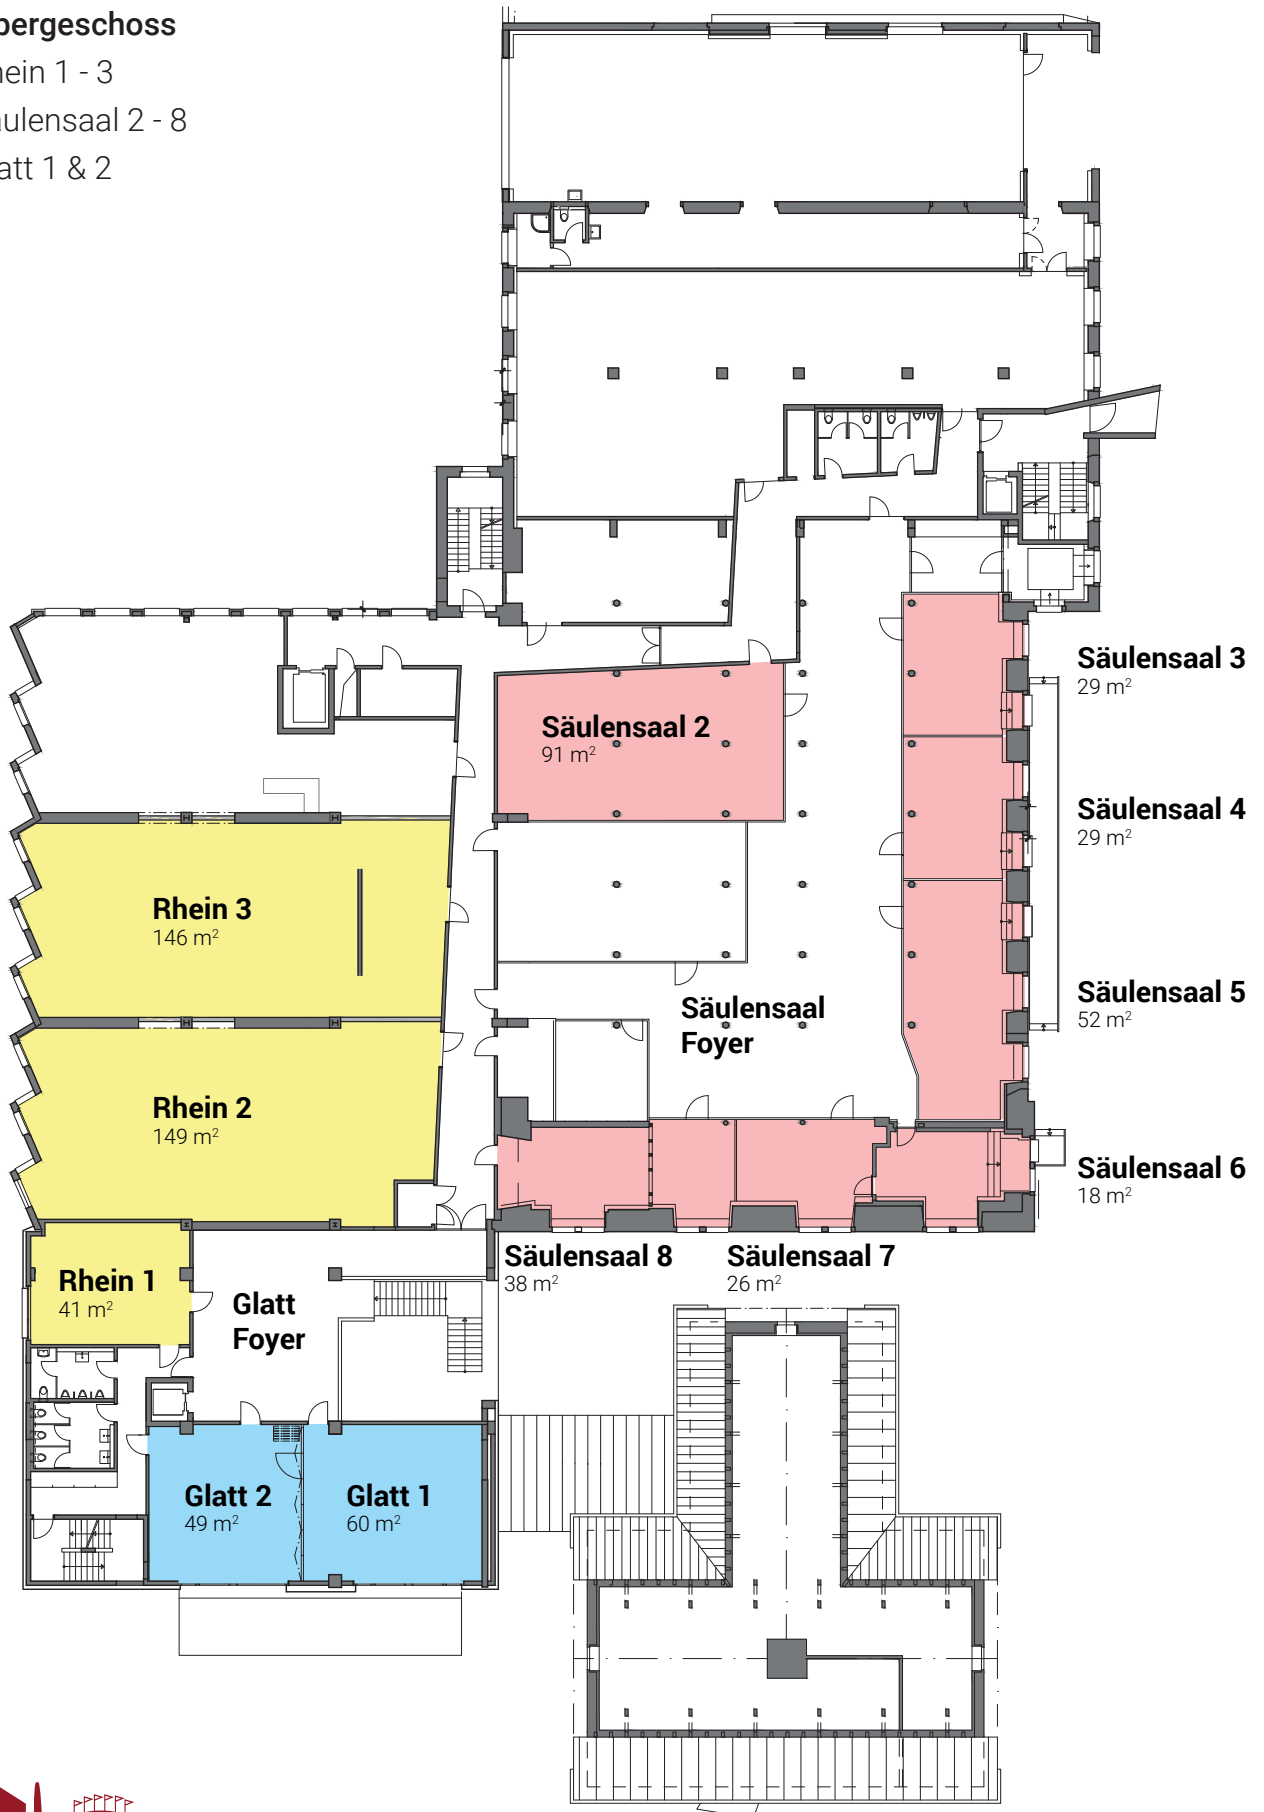 bergeschoss
ein 1 - 3
ulensaal 2 - 8
att 1 & 2
Säulensaal 3
29 m²
Säulensaal 2
91 m²
Säulensaal 4
29 m²
Rhein 3
146 m²
Säulensaal 5
52 m²
Säulensaal
Foyer
Rhein 2
149 m²
Säulensaal 6
18 m²
Säulensaal 8
38 m²
Säulensaal 7
26 m²
Rhein 1
41 m²
Glatt
Foyer
Glatt 2
49 m²
Glatt 1
60 m²